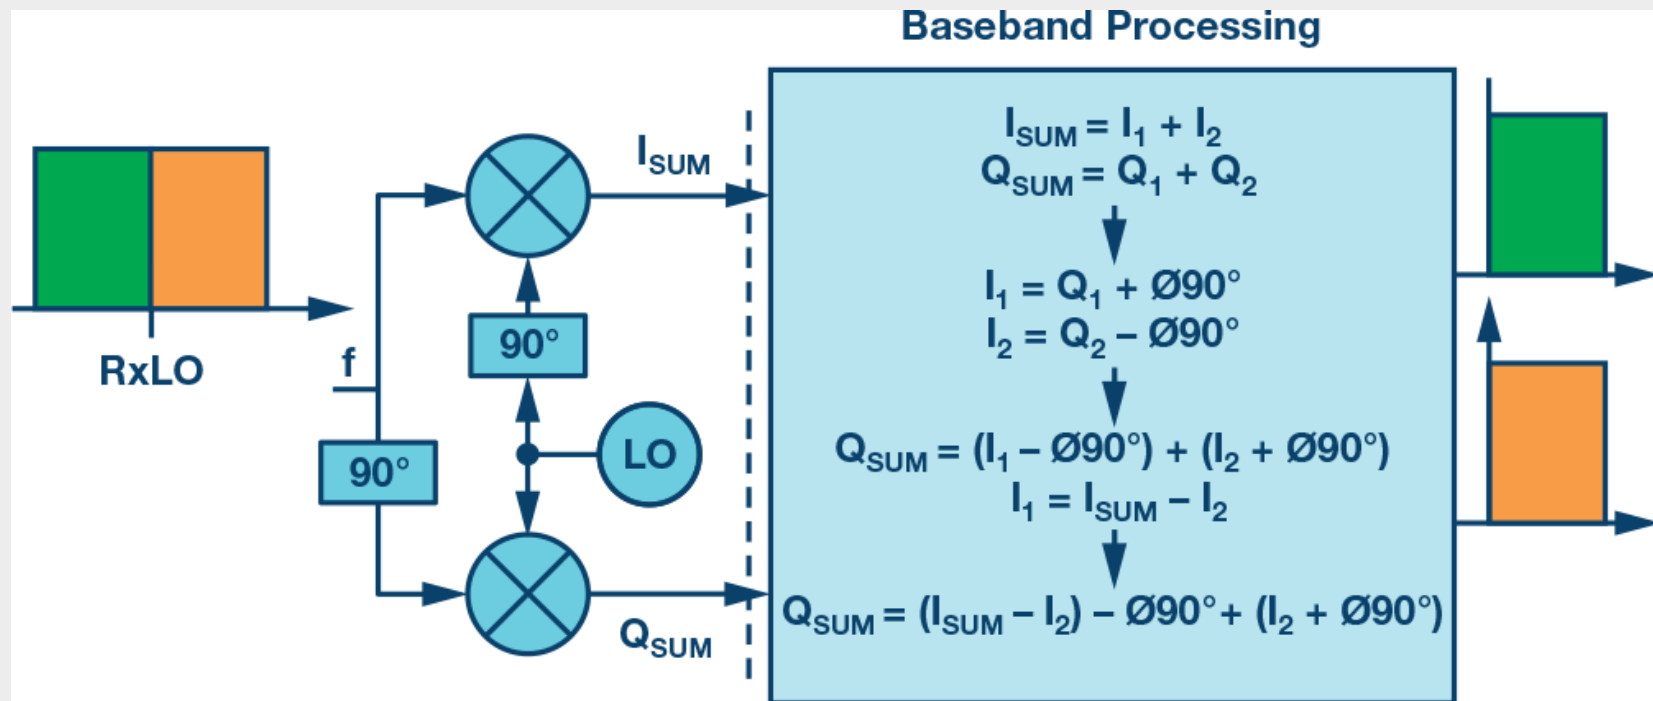 Baseband Processing
RxLO
f
90°
90°
LO
I_SUM
Q_SUM
I_SUM = I_1 + I_2
Q_SUM = Q_1 + Q_2
I_1 = Q_1 + Ø90°
I_2 = Q_2 – Ø90°
Q_SUM = (I_1 – Ø90°) + (I_2 + Ø90°)
I_1 = I_SUM – I_2
Q_SUM = (I_SUM – I_2) – Ø90° + (I_2 + Ø90°)